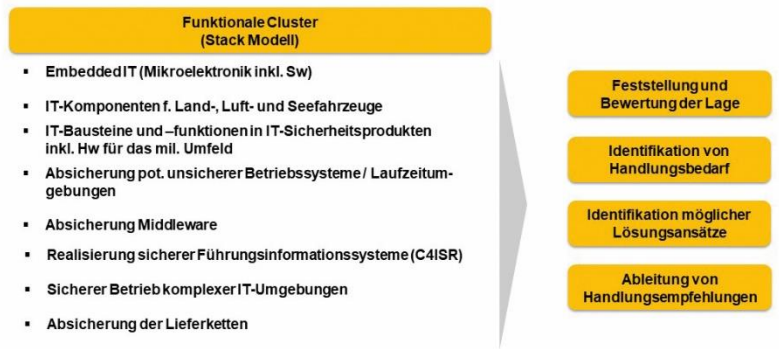 Funktionale Cluster
(Stack Modell)
▪ Embedded IT (Mikroelektronik inkl. Sw)
▪ IT-Komponenten f. Land-, Luft- und Seefahrzeuge
▪ IT-Bausteine und –funktionen in IT-Sicherheitsprodukten
inkl. Hw für das mil. Umfeld
▪ Absicherung pot. unsicherer Betriebssysteme / Laufzeitum-
gebungen
▪ Absicherung Middleware
▪ Realisierung sicherer Führungsinformationssysteme (C4ISR)
▪ Sicherer Betrieb komplexer IT-Umgebungen
▪ Absicherung der Lieferketten
Feststellung und
Bewertung der Lage
Identifikation von
Handlungsbedarf
Identifikation möglicher
Lösungsansätze
Ableitung von
Handlungsempfehlungen